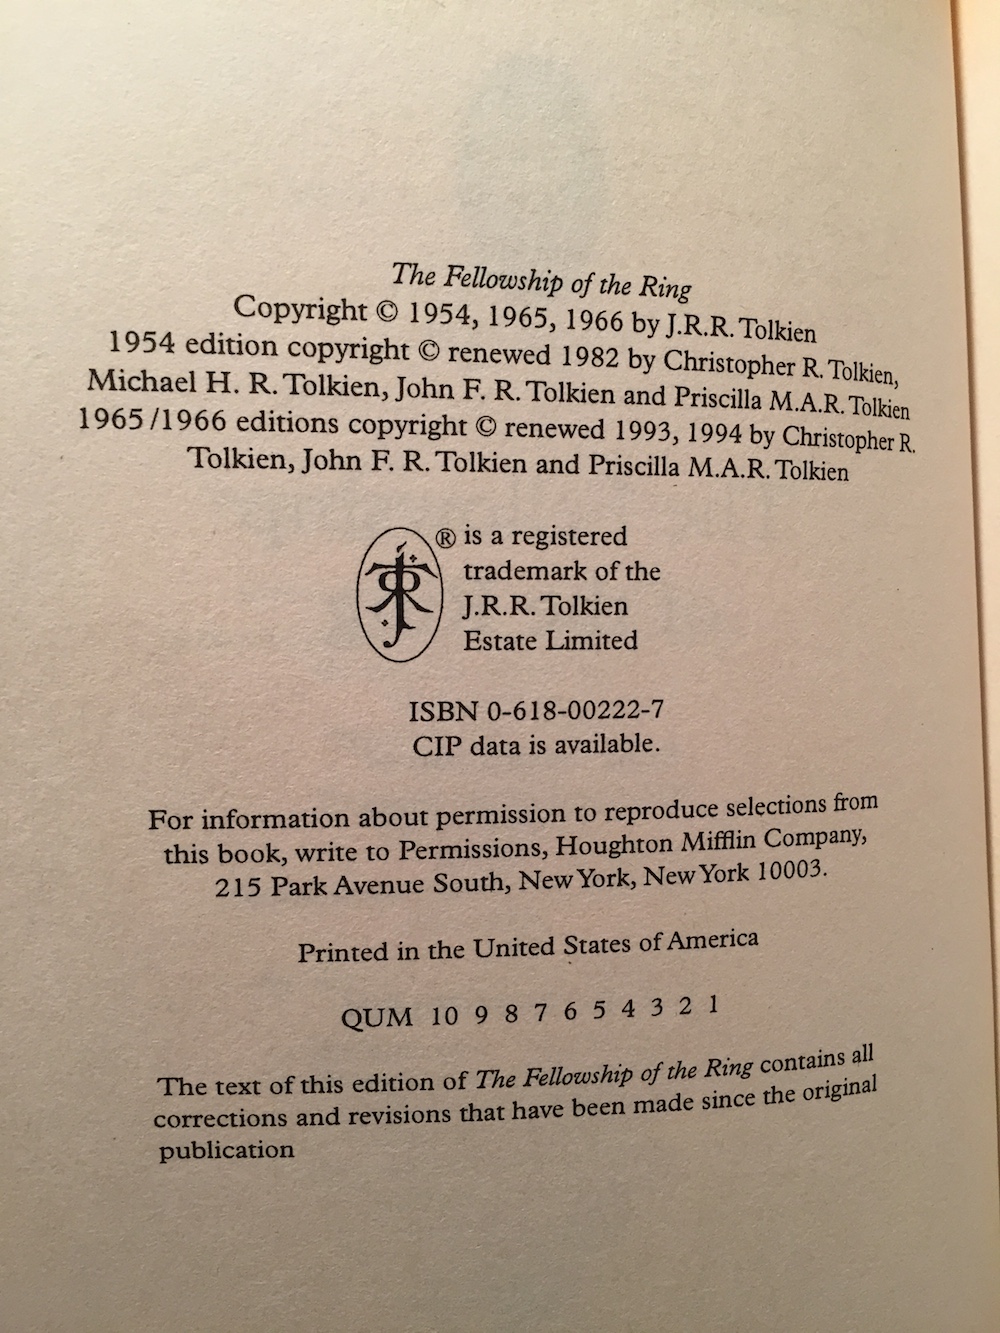 The Fellowship of the Ring
Copyright © 1954, 1965, 1966 by J.R.R. Tolkien
1954 edition copyright © renewed 1982 by Christopher R. Tolkien,
Michael H. R. Tolkien, John F. R. Tolkien and Priscilla M.A.R. Tolkien
1965/1966 editions copyright © renewed 1993, 1994 by Christopher R.
Tolkien, John F. R. Tolkien and Priscilla M.A.R. Tolkien
® is a registered
trademark of the
J.R.R. Tolkien
Estate Limited
ISBN 0-618-00222-7
CIP data is available.
For information about permission to reproduce selections from
this book, write to Permissions, Houghton Mifflin Company,
215 Park Avenue South, New York, New York 10003.
Printed in the United States of America
QUM 10 9 8 7 6 5 4 3 2 1
The text of this edition of The Fellowship of the Ring contains all
corrections and revisions that have been made since the original
publication